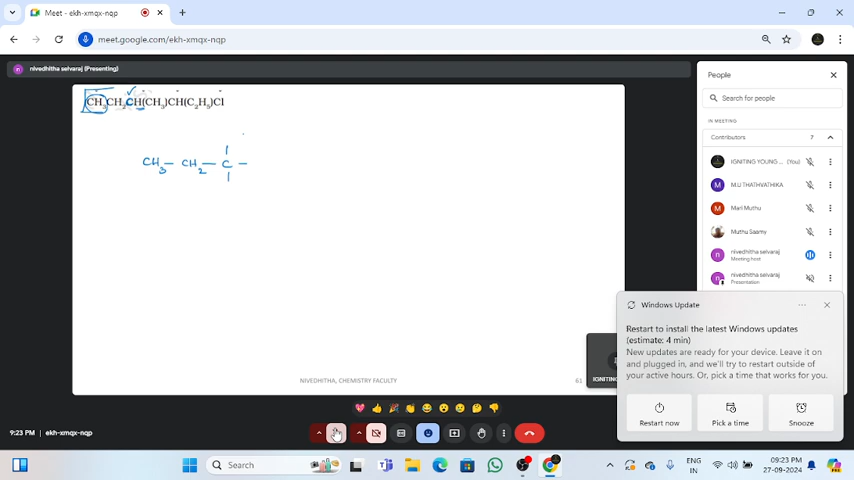 Meet - ekh-xmqx-nqp
meet.google.com/ekh-xmqx-nqp
nivedhitha selvaraj (Presenting)
CH3CH2CH(CH3)CH(C2H5)Cl
CH3 - CH2 - C -
NIVEDHITHA, CHEMISTRY FACULTY
61
People
Search for people
IN MEETING
Contributors 7
IGNITING YOUNG ... (You)
M.U THATHVATHIKA
Mari Muthu
Muthu Saamy
nivedhitha selvaraj
Meeting host
nivedhitha selvaraj
Presentation
IGNITIN
Windows Update
Restart to install the latest Windows updates
(estimate: 4 min)
New updates are ready for your device. Leave it on
and plugged in, and we'll try to restart outside of
your active hours. Or, pick a time that works for you.
Restart now
Pick a time
Snooze
9:23 PM
ekh-xmqx-nqp
Search
ENG
IN
09:23 PM
27-09-2024